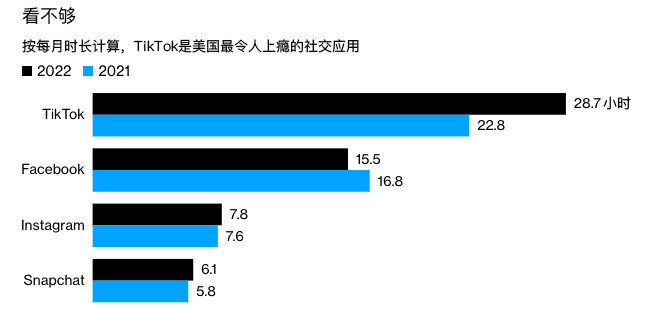 看不够
按每月时长计算，TikTok是美国最令人上瘾的社交应用
2022 2021
TikTok
28.7小时
22.8
Facebook
15.5
16.8
Instagram
7.8
7.6
Snapchat
6.1
5.8